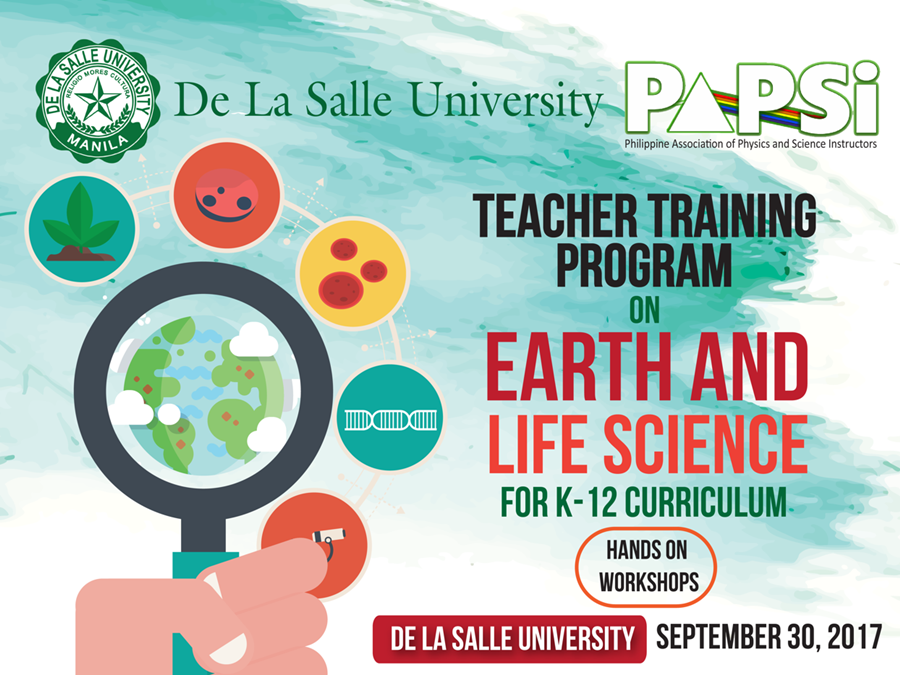 DE LA SALLE UNIVERSITY
RELIGIO MORES CULTURA
MANILA
De La Salle University
PAPSi
Philippine Association of Physics and Science Instructors
TEACHER TRAINING
PROGRAM
ON
EARTH AND
LIFE SCIENCE
FOR K-12 CURRICULUM
HANDS ON
WORKSHOPS
DE LA SALLE UNIVERSITY
SEPTEMBER 30, 2017